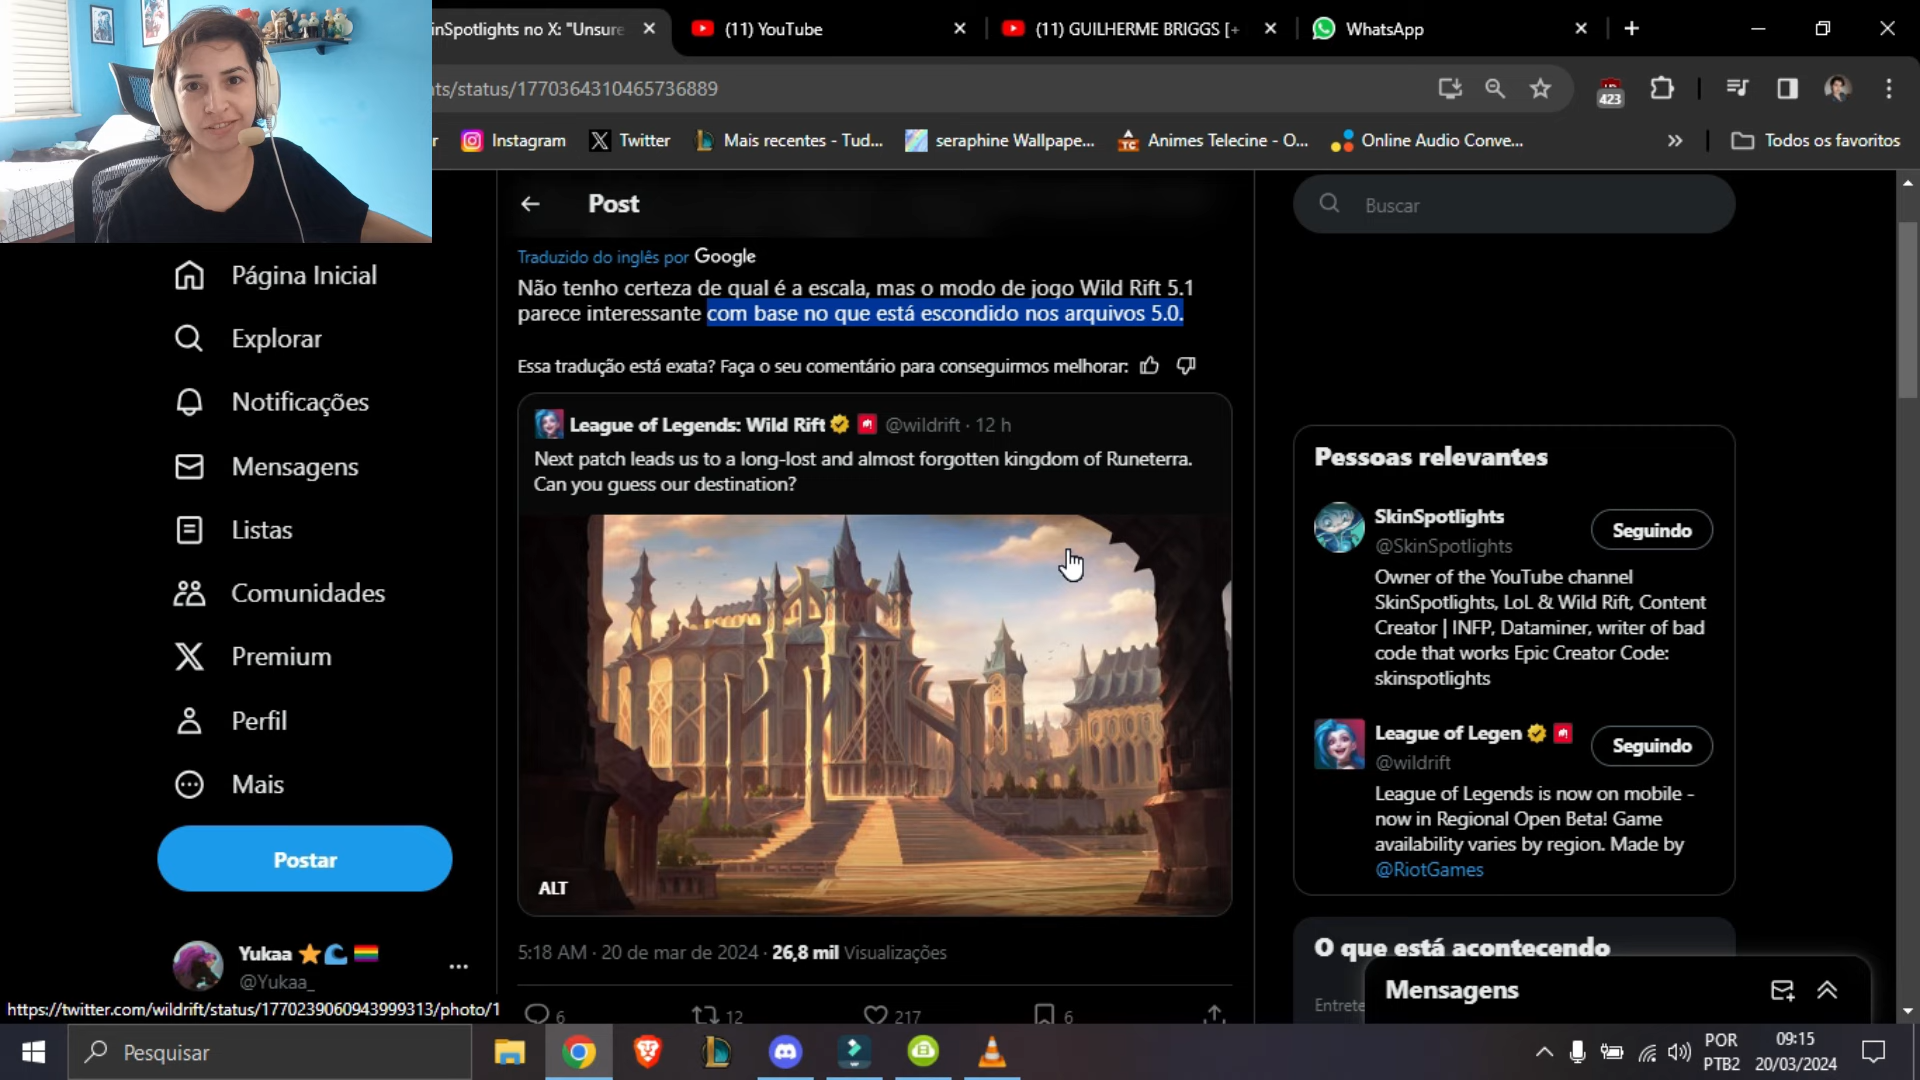 inSpotlights no X: "Unsure
(11) YouTube
(11) GUILHERME BRIGGS [+
WhatsApp
ts/status/1770364310465736889
423
r
Instagram
Twitter
Mais recentes - Tud...
seraphine Wallpape...
Animes Telecine - O...
Online Audio Conve...
Todos os favoritos
Post
Buscar
Traduzido do inglês por Google
Não tenho certeza de qual é a escala, mas o modo de jogo Wild Rift 5.1
parece interessante com base no que está escondido nos arquivos 5.0.
Essa tradução está exata? Faça o seu comentário para conseguirmos melhorar:
League of Legends: Wild Rift @wildrift · 12 h
Next patch leads us to a long-lost and almost forgotten kingdom of Runeterra.
Can you guess our destination?
ALT
5:18 AM · 20 de mar de 2024 · 26,8 mil Visualizações
6
12
217
6
Página Inicial
Explorar
Notificações
Mensagens
Listas
Comunidades
Premium
Perfil
Mais
Postar
Yukaa
@Yukaa_
https://twitter.com/wildrift/status/1770239060943999313/photo/1
Pessoas relevantes
SkinSpotlights
@SkinSpotlights
Seguindo
Owner of the YouTube channel
SkinSpotlights, LoL & Wild Rift, Content
Creator | INFP, Dataminer, writer of bad
code that works Epic Creator Code:
skinspotlights
League of Legen
@wildrift
Seguindo
League of Legends is now on mobile -
now in Regional Open Beta! Game
availability varies by region. Made by
@RiotGames
O que está acontecendo
Entrete
Mensagens
Pesquisar
POR
PTB2
09:15
20/03/2024